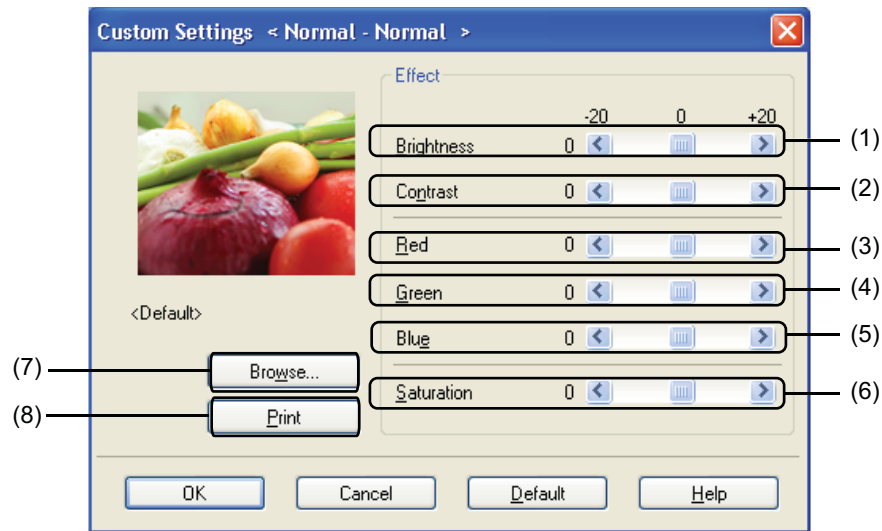 Custom Settings < Normal - Normal >
Effect
-20 0 +20
Brightness 0
(1)
Contrast 0
(2)
Red 0
(3)
Green 0
(4)
<Default>
Blue 0
(5)
(7)
Browse...
Saturation 0
(6)
(8)
Print
OK Cancel Default Help